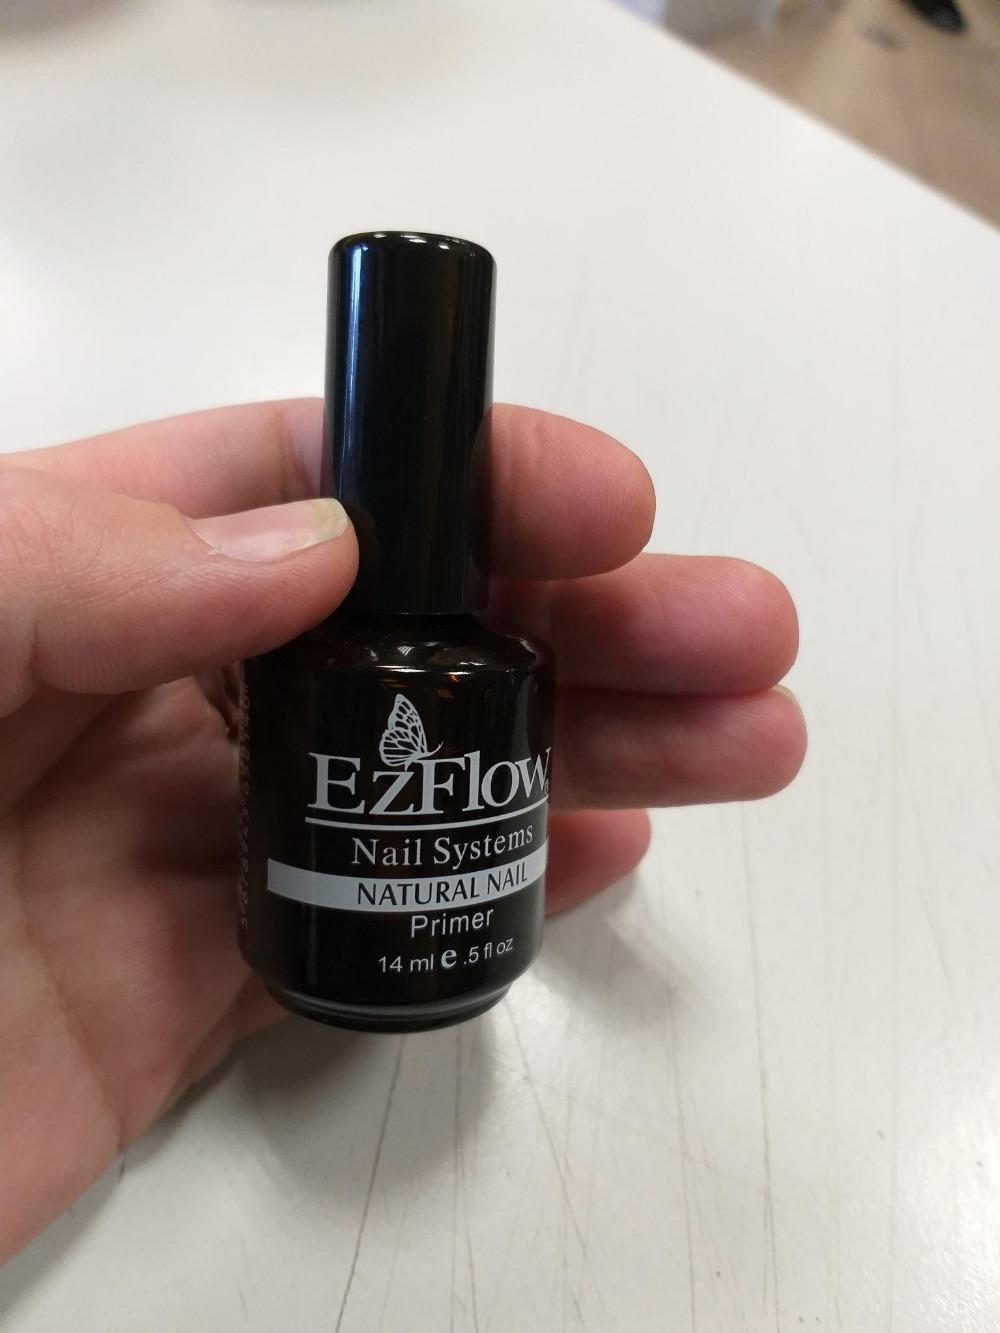 EzFlow
Nail Systems
NATURAL NAIL
Primer
14 ml e .5 fl oz